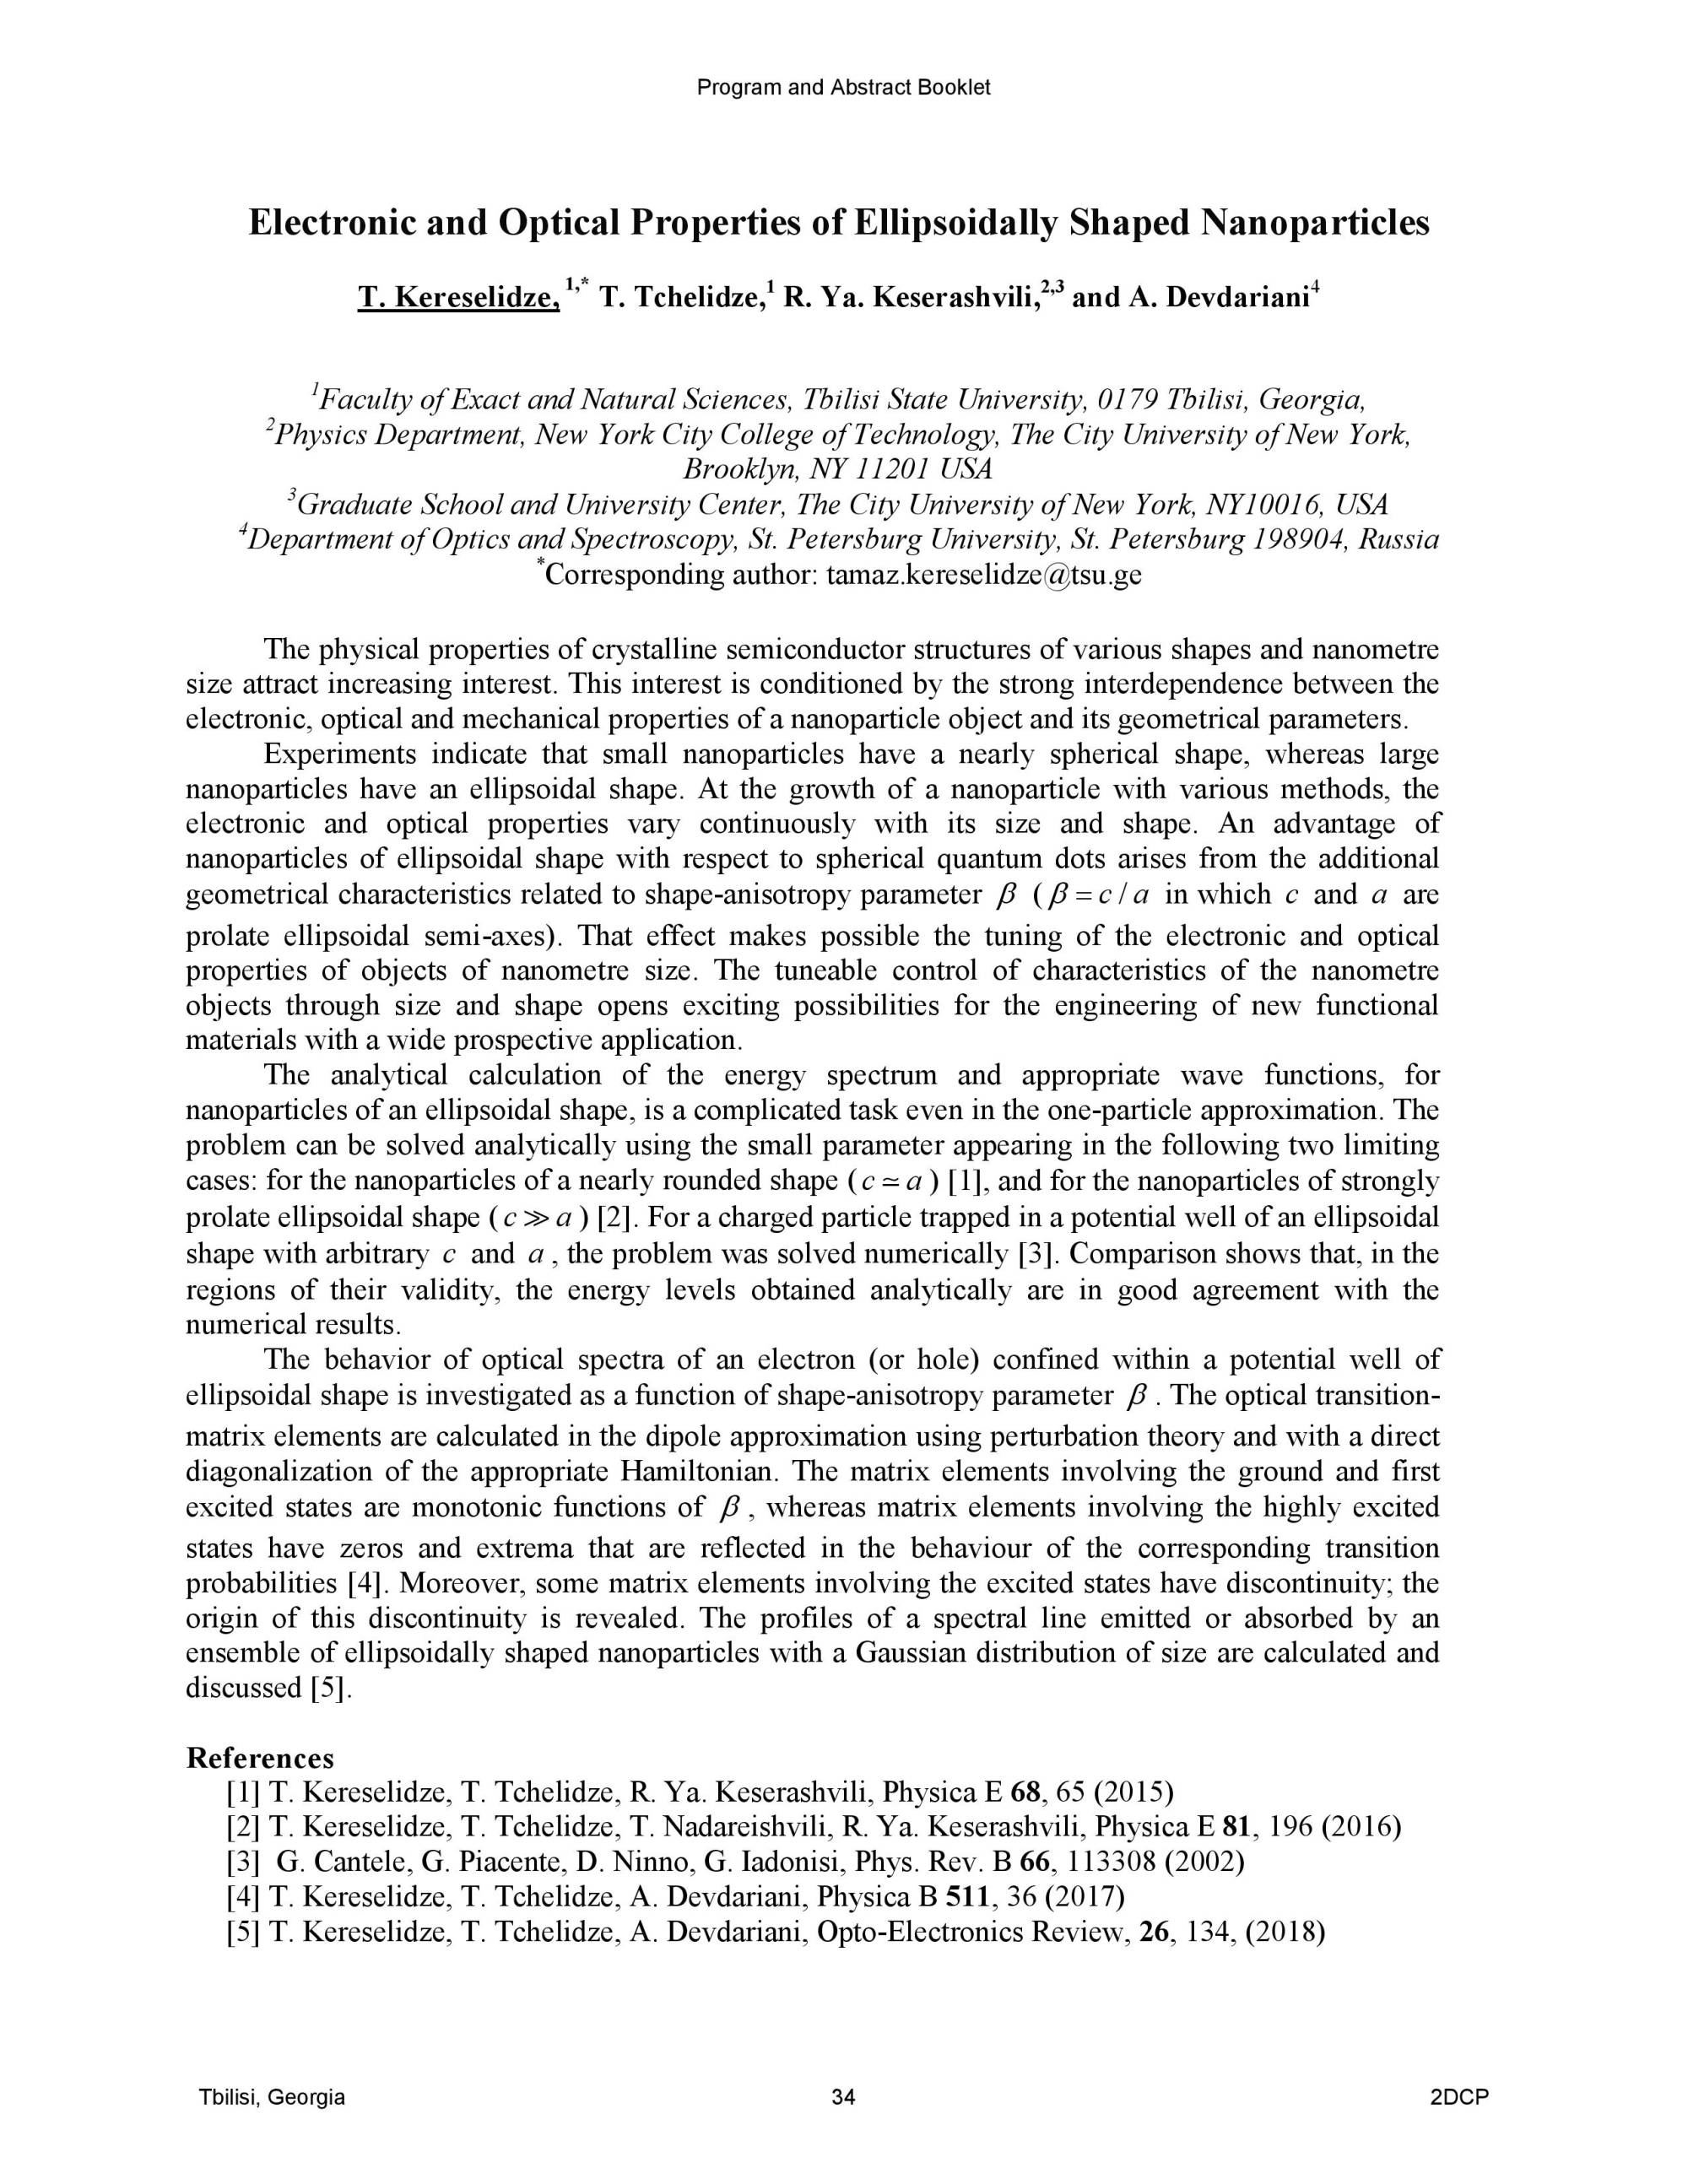 Program and Abstract Booklet
Electronic and Optical Properties of Ellipsoidally Shaped Nanoparticles
T. Kereselidze, 1,* T. Tchelidze,1 R. Ya. Keserashvili,2,3 and A. Devdariani4
1Faculty of Exact and Natural Sciences, Tbilisi State University, 0179 Tbilisi, Georgia,
2Physics Department, New York City College of Technology, The City University of New York,
Brooklyn, NY 11201 USA
3Graduate School and University Center, The City University of New York, NY10016, USA
4Department of Optics and Spectroscopy, St. Petersburg University, St. Petersburg 198904, Russia
*Corresponding author: tamaz.kereselidze@tsu.ge
The physical properties of crystalline semiconductor structures of various shapes and nanometre
size attract increasing interest. This interest is conditioned by the strong interdependence between the
electronic, optical and mechanical properties of a nanoparticle object and its geometrical parameters.
Experiments indicate that small nanoparticles have a nearly spherical shape, whereas large
nanoparticles have an ellipsoidal shape. At the growth of a nanoparticle with various methods, the
electronic and optical properties vary continuously with its size and shape. An advantage of
nanoparticles of ellipsoidal shape with respect to spherical quantum dots arises from the additional
geometrical characteristics related to shape-anisotropy parameter β (β = c / a in which c and a are
prolate ellipsoidal semi-axes). That effect makes possible the tuning of the electronic and optical
properties of objects of nanometre size. The tuneable control of characteristics of the nanometre
objects through size and shape opens exciting possibilities for the engineering of new functional
materials with a wide prospective application.
The analytical calculation of the energy spectrum and appropriate wave functions, for
nanoparticles of an ellipsoidal shape, is a complicated task even in the one-particle approximation. The
problem can be solved analytically using the small parameter appearing in the following two limiting
cases: for the nanoparticles of a nearly rounded shape (c ≃ a) [1], and for the nanoparticles of strongly
prolate ellipsoidal shape (c ≫ a) [2]. For a charged particle trapped in a potential well of an ellipsoidal
shape with arbitrary c and a, the problem was solved numerically [3]. Comparison shows that, in the
regions of their validity, the energy levels obtained analytically are in good agreement with the
numerical results.
The behavior of optical spectra of an electron (or hole) confined within a potential well of
ellipsoidal shape is investigated as a function of shape-anisotropy parameter β. The optical transition-
matrix elements are calculated in the dipole approximation using perturbation theory and with a direct
diagonalization of the appropriate Hamiltonian. The matrix elements involving the ground and first
excited states are monotonic functions of β, whereas matrix elements involving the highly excited
states have zeros and extrema that are reflected in the behaviour of the corresponding transition
probabilities [4]. Moreover, some matrix elements involving the excited states have discontinuity; the
origin of this discontinuity is revealed. The profiles of a spectral line emitted or absorbed by an
ensemble of ellipsoidally shaped nanoparticles with a Gaussian distribution of size are calculated and
discussed [5].
References
[1] T. Kereselidze, T. Tchelidze, R. Ya. Keserashvili, Physica E 68, 65 (2015)
[2] T. Kereselidze, T. Tchelidze, T. Nadareishvili, R. Ya. Keserashvili, Physica E 81, 196 (2016)
[3] G. Cantele, G. Piacente, D. Ninno, G. Iadonisi, Phys. Rev. B 66, 113308 (2002)
[4] T. Kereselidze, T. Tchelidze, A. Devdariani, Physica B 511, 36 (2017)
[5] T. Kereselidze, T. Tchelidze, A. Devdariani, Opto-Electronics Review, 26, 134, (2018)
Tbilisi, Georgia 34 2DCP